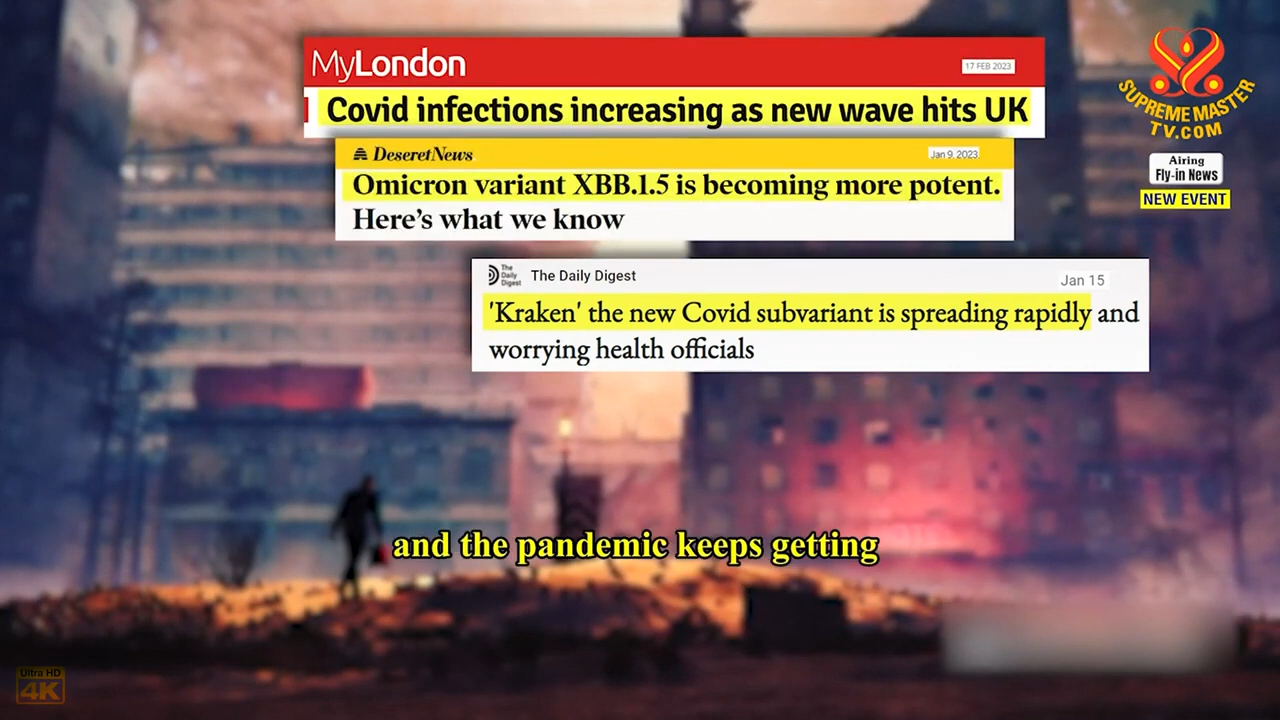 MyLondon
17 FEB 2023
Covid infections increasing as new wave hits UK
DeseretNews
Jan 9, 2023
Omicron variant XBB.1.5 is becoming more potent.
Here's what we know
The
Daily
Digest
The Daily Digest
Jan 15
'Kraken' the new Covid subvariant is spreading rapidly and
worrying health officials
SUPREME MASTER
TV.COM
Airing
Fly-in News
NEW EVENT
and the pandemic keeps getting
Ultra HD
4K